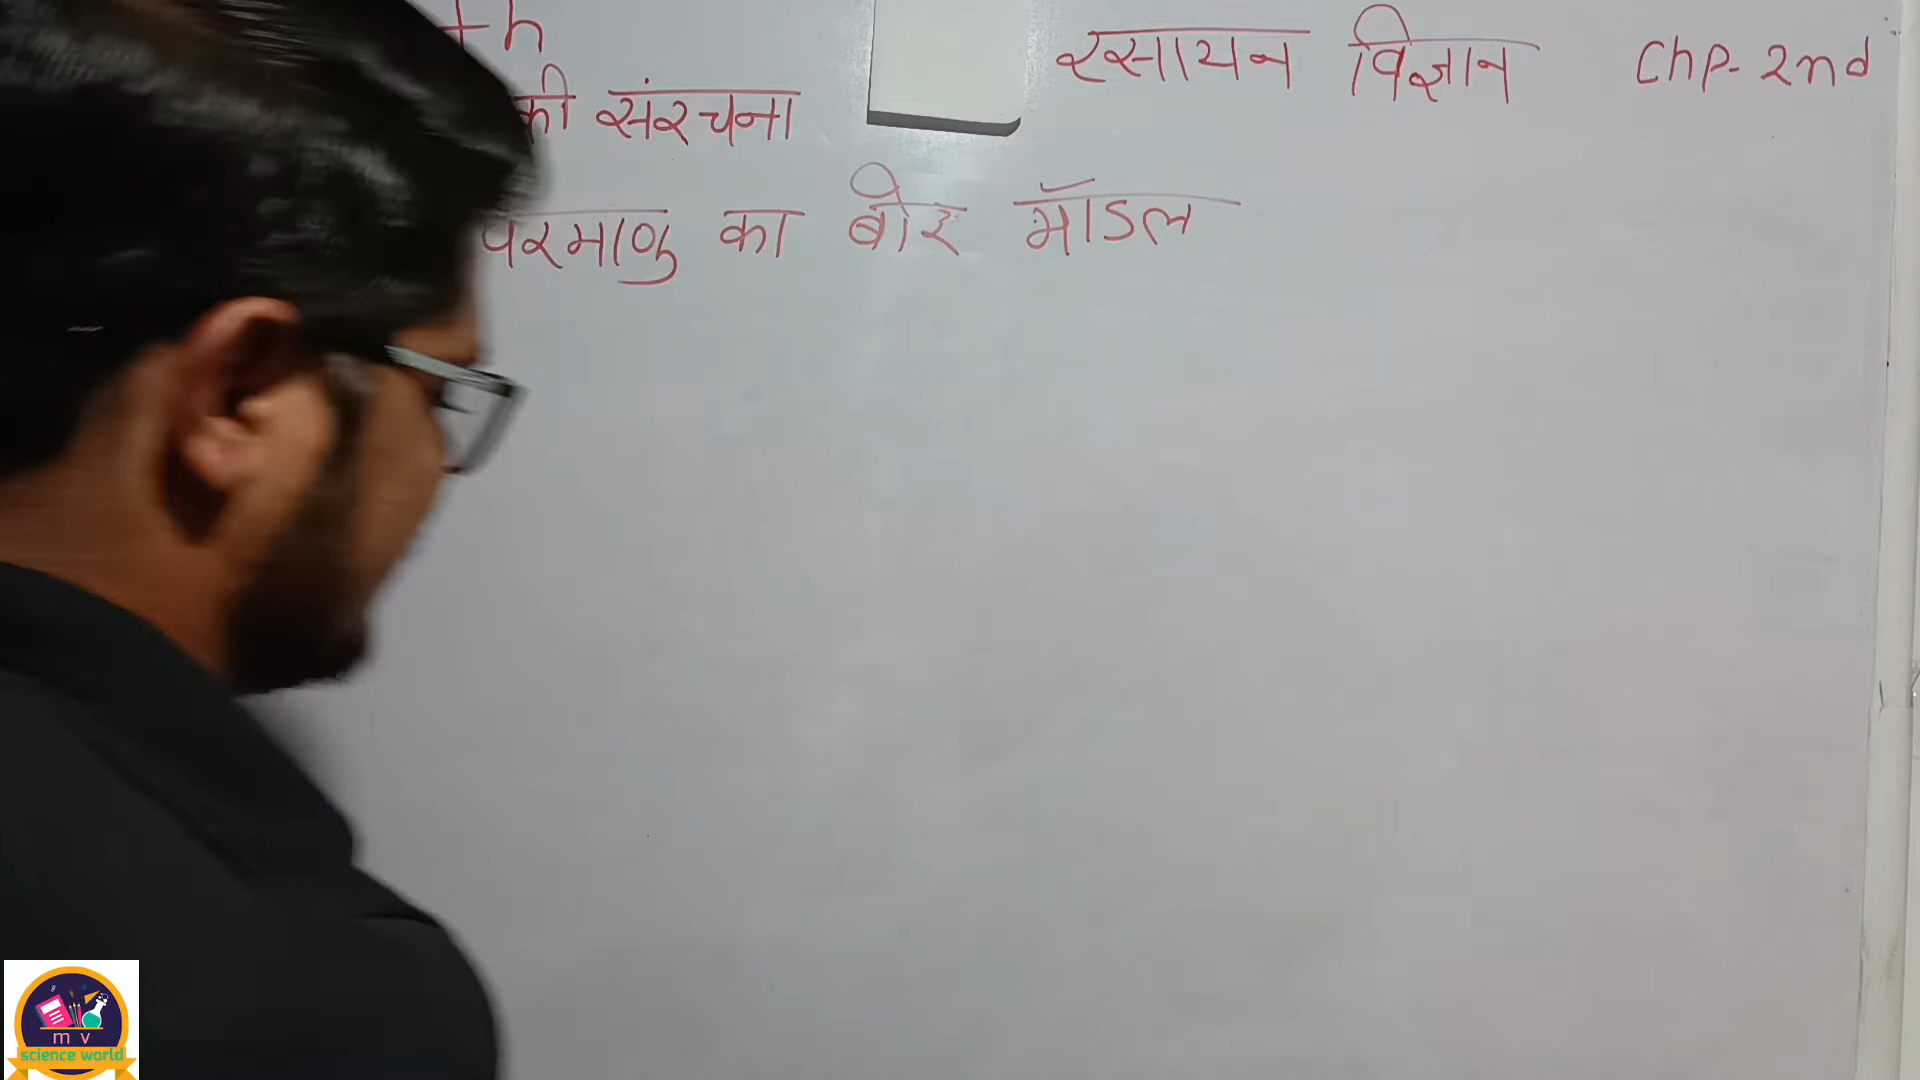 th रसायन विज्ञान Chp- 2nd
की संरचना
परमाणु का बोर मॉडल
m v
science world